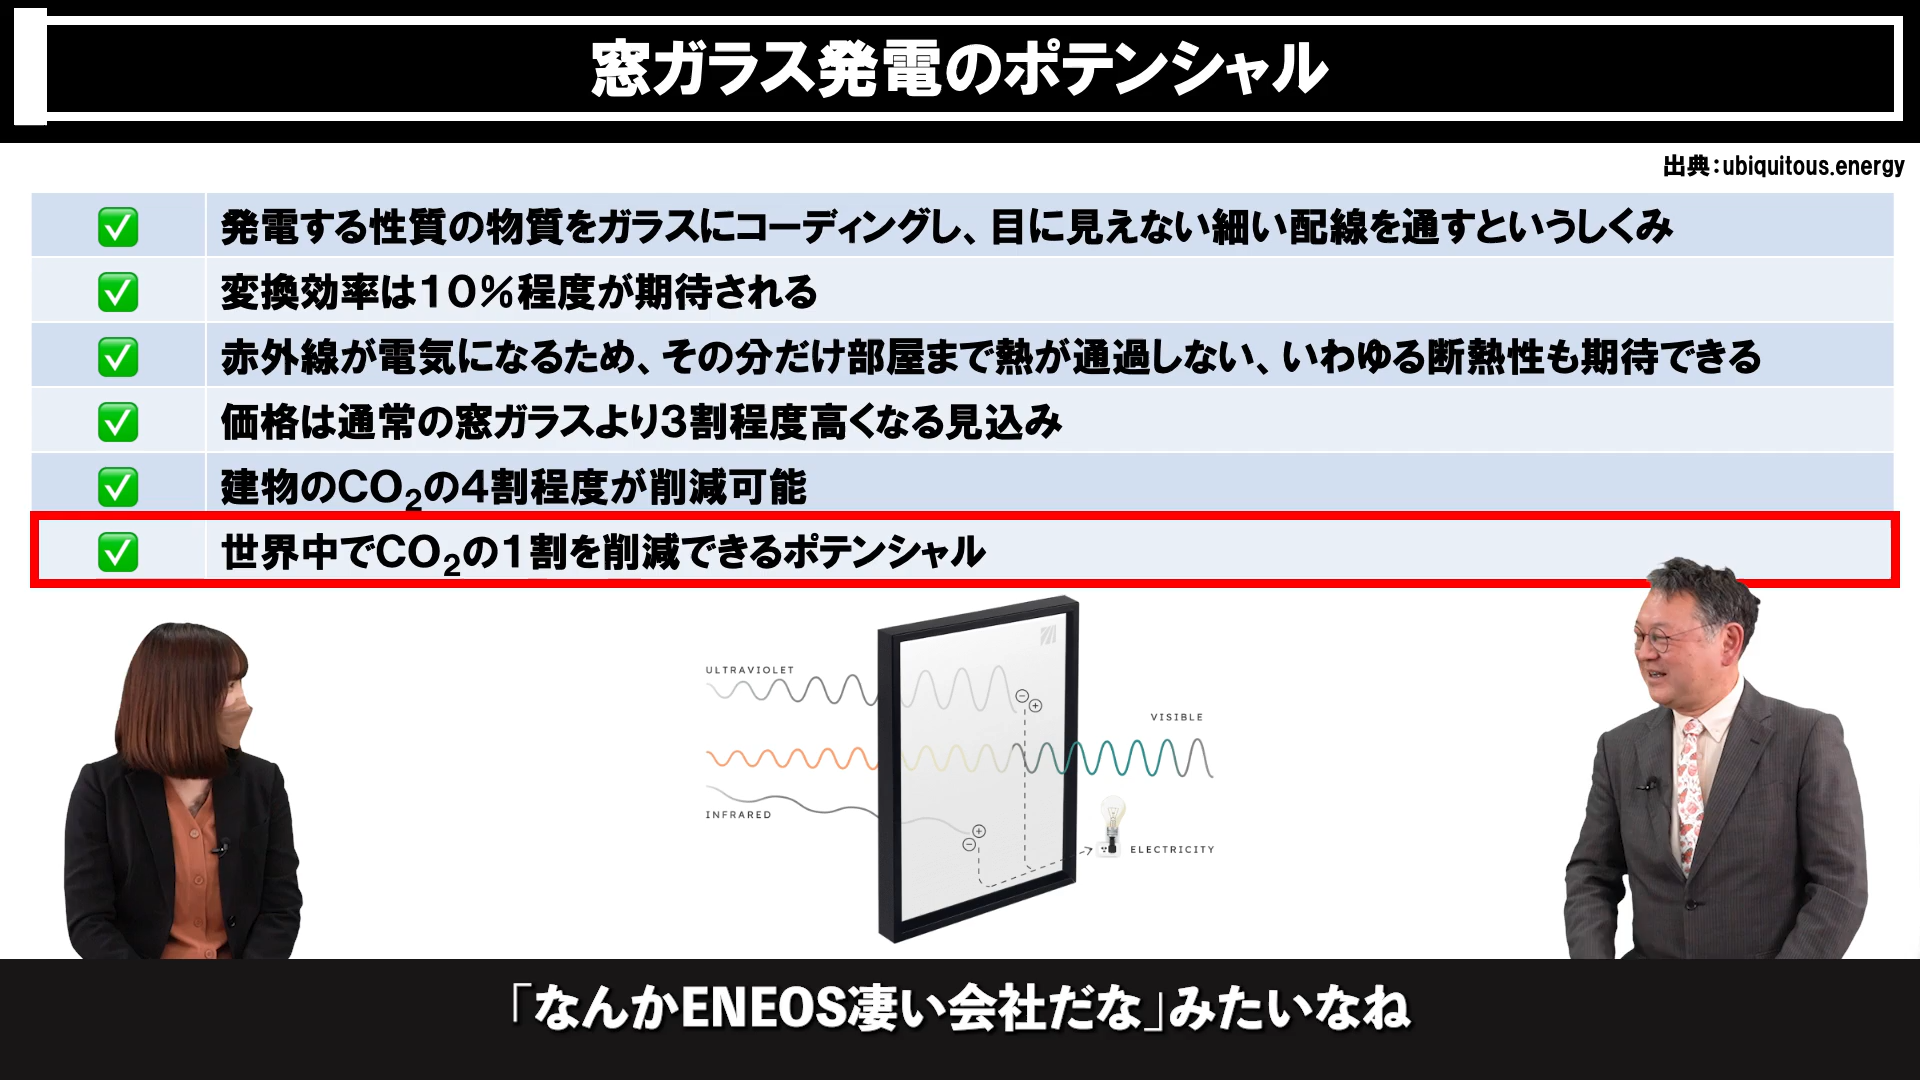 窓ガラス発電のポテンシャル
出典：ubiquitous.energy
発電する性質の物質をガラスにコーディングし、目に見えない細い配線を通すというしくみ
変換効率は１０％程度が期待される
赤外線が電気になるため、その分だけ部屋まで熱が通過しない、いわゆる断熱性も期待できる
価格は通常の窓ガラスより３割程度高くなる見込み
建物のCO₂の４割程度が削減可能
世界中でCO₂の１割を削減できるポテンシャル
ULTRAVIOLET
VISIBLE
INFRARED
ELECTRICITY
「なんかENEOS凄い会社だな」みたいなね